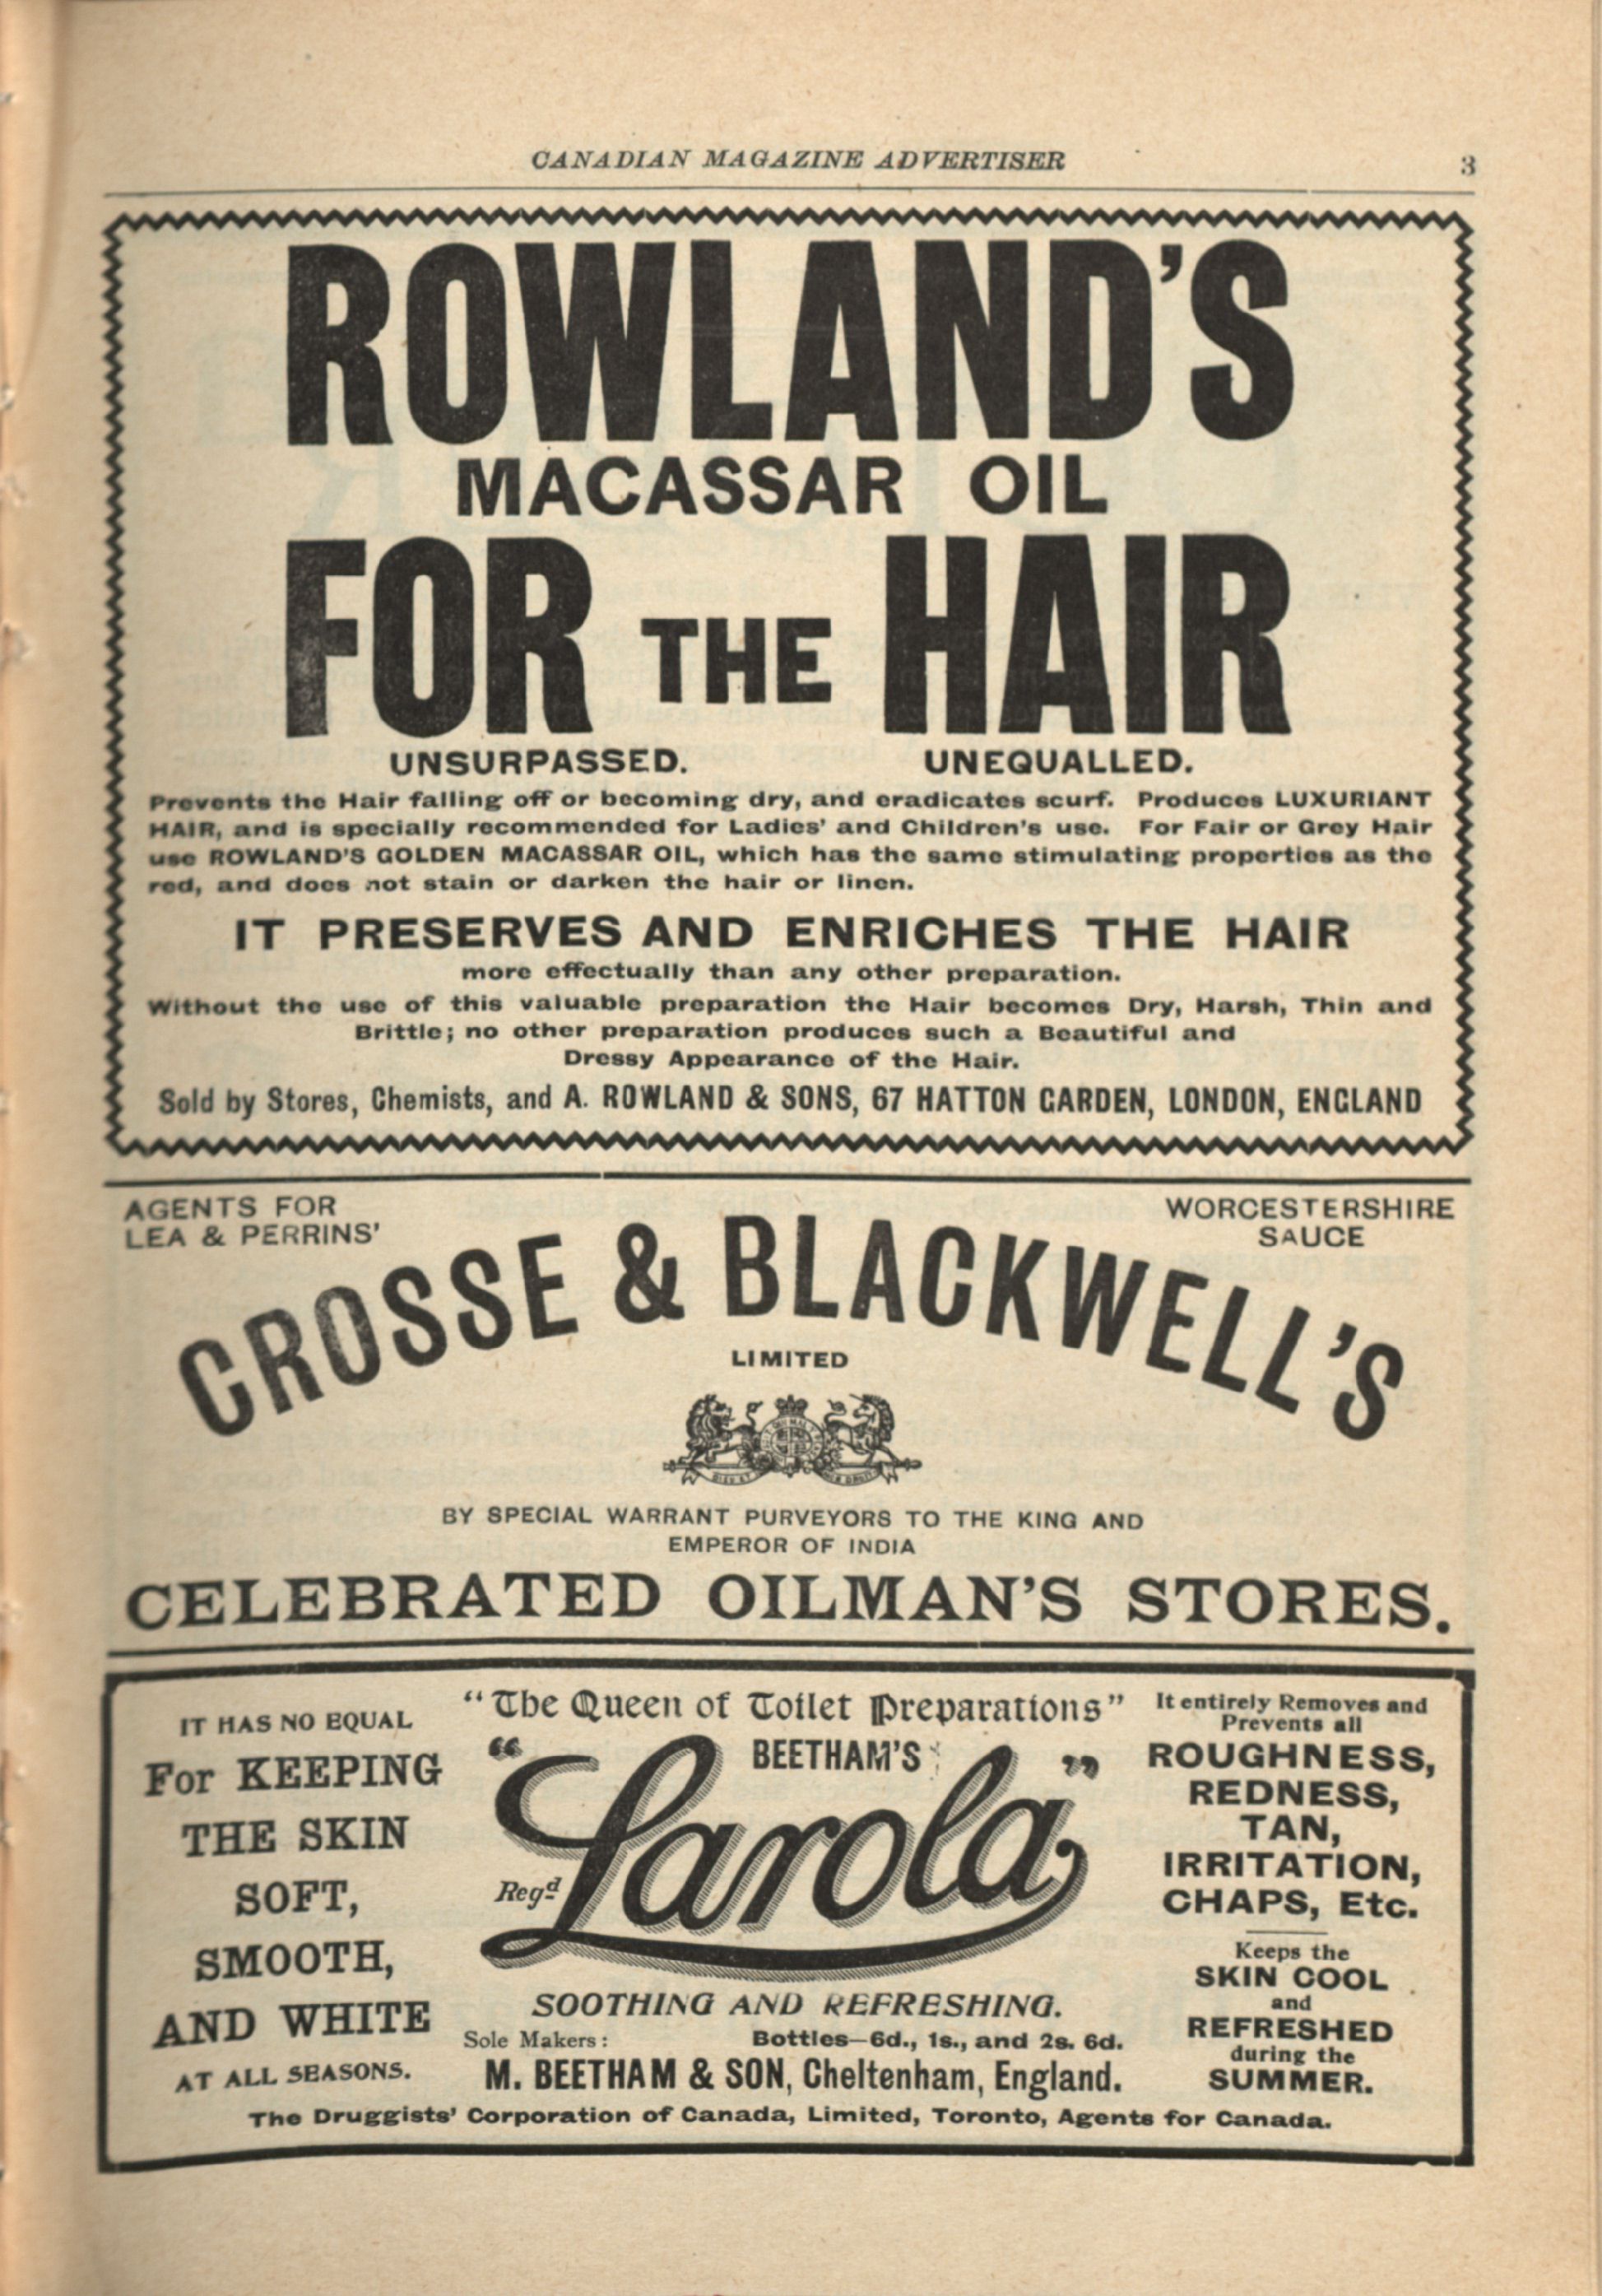 CANADIAN MAGAZINE ADVERTISER 3
ROWLAND'S
MACASSAR OIL
FOR THE HAIR
UNSURPASSED. UNEQUALLED.
Prevents the Hair falling off or becoming dry, and eradicates scurf. Produces LUXURIANT
HAIR, and is specially recommended for Ladies' and Children's use. For Fair or Grey Hair
use ROWLAND'S GOLDEN MACASSAR OIL, which has the same stimulating properties as the
red, and does not stain or darken the hair or linen.
IT PRESERVES AND ENRICHES THE HAIR
more effectually than any other preparation.
Without the use of this valuable preparation the Hair becomes Dry, Harsh, Thin and
Brittle; no other preparation produces such a Beautiful and
Dressy Appearance of the Hair.
Sold by Stores, Chemists, and A. ROWLAND & SONS, 67 HATTON GARDEN, LONDON, ENGLAND
AGENTS FOR
LEA & PERRINS'
WORCESTERSHIRE
SAUCE
CROSSE & BLACKWELL'S
LIMITED
BY SPECIAL WARRANT PURVEYORS TO THE KING AND
EMPEROR OF INDIA
CELEBRATED OILMAN'S STORES.
IT HAS NO EQUAL
For KEEPING
THE SKIN
SOFT,
SMOOTH,
AND WHITE
AT ALL SEASONS.
"The Queen of Toilet Preparations"
BEETHAM'S
"Larola"
Regd
SOOTHING AND REFRESHING.
Sole Makers: Bottles—6d., 1s., and 2s. 6d.
M. BEETHAM & SON, Cheltenham, England.
It entirely Removes and
Prevents all
ROUGHNESS,
REDNESS,
TAN,
IRRITATION,
CHAPS, Etc.
Keeps the
SKIN COOL
and
REFRESHED
during the
SUMMER.
The Druggists' Corporation of Canada, Limited, Toronto, Agents for Canada.